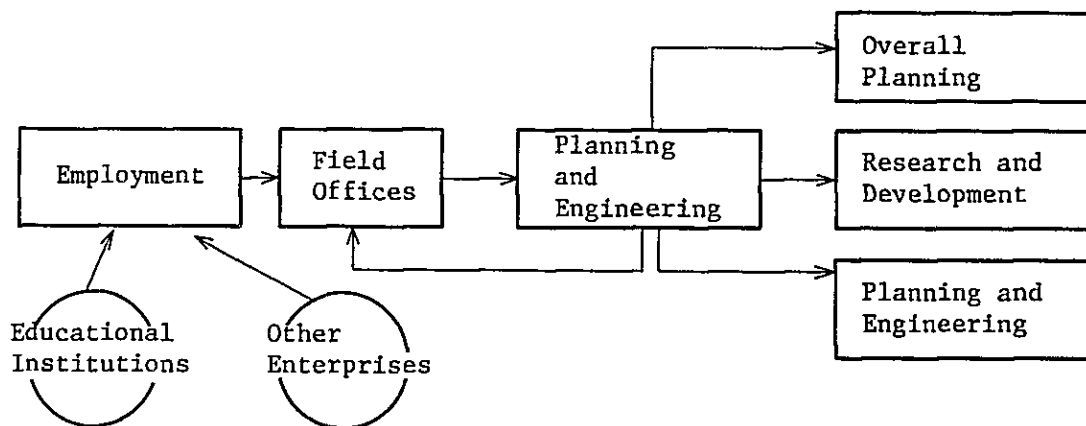 Overall
Planning
Employment
Field
Offices
Planning
and
Engineering
Research and
Development
Planning and
Engineering
Educational
Institutions
Other
Enterprises